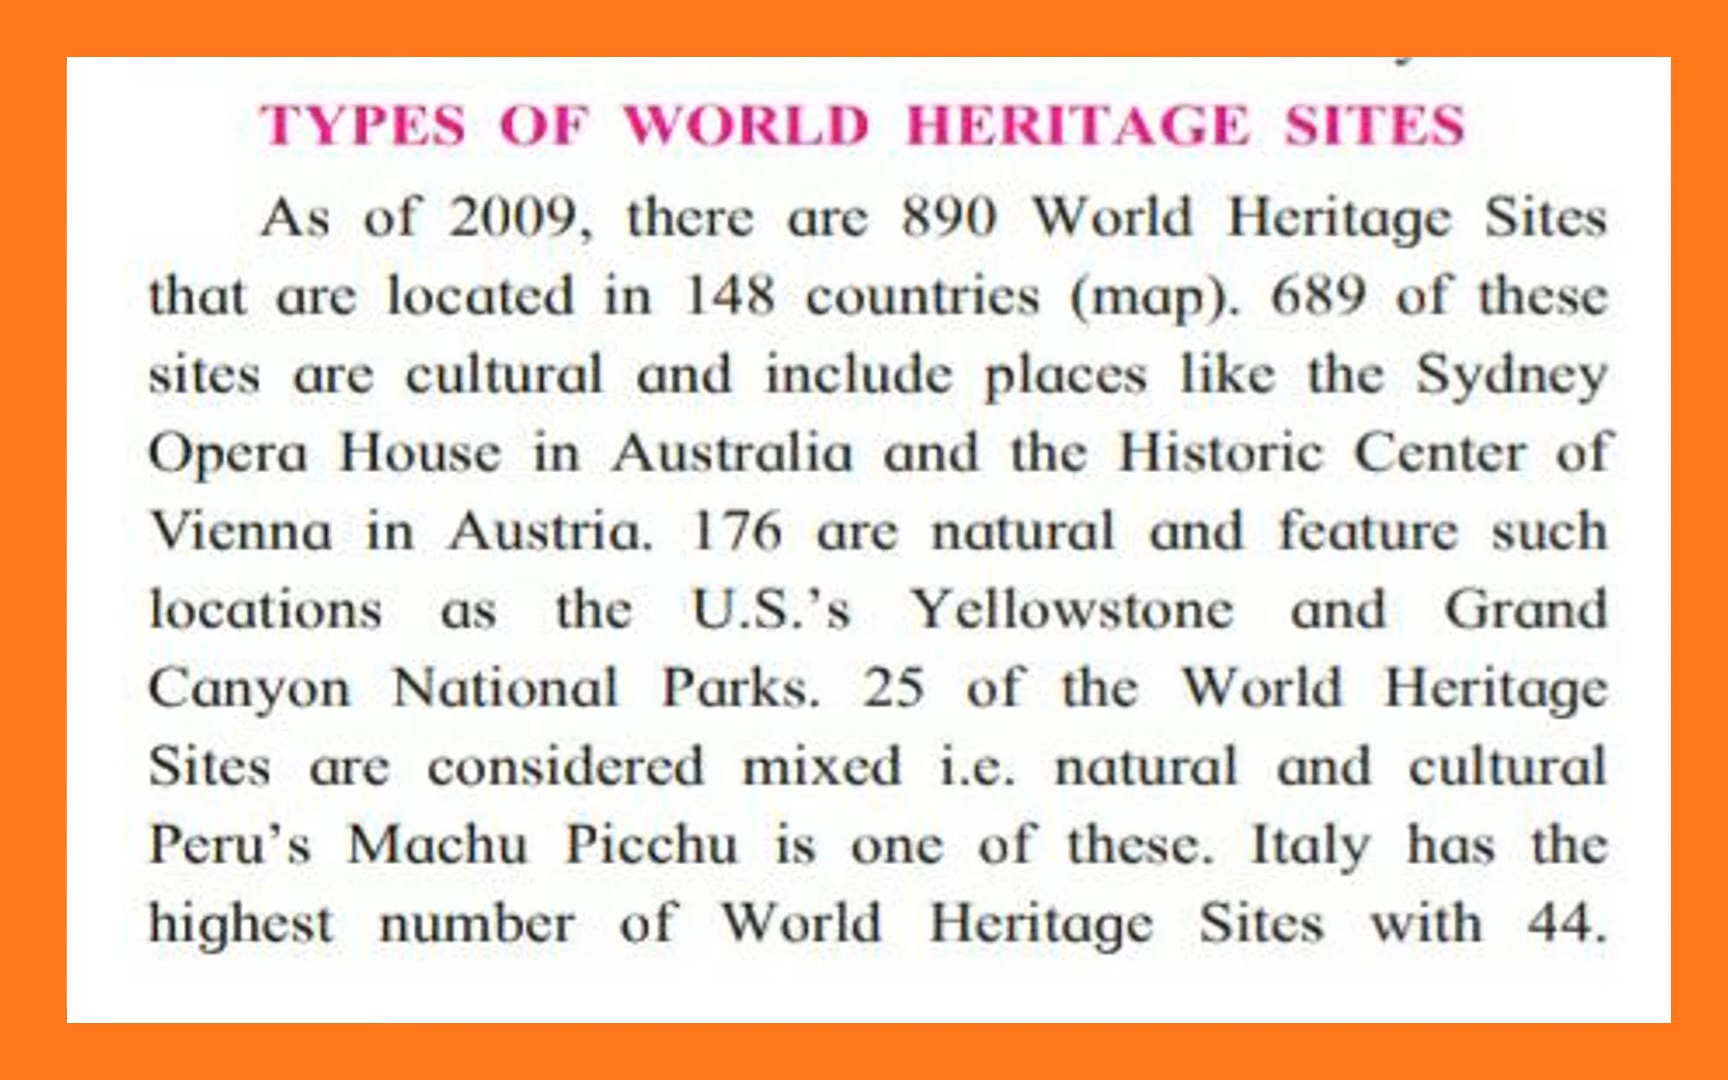 TYPES OF WORLD HERITAGE SITES
As of 2009, there are 890 World Heritage Sites
that are located in 148 countries (map). 689 of these
sites are cultural and include places like the Sydney
Opera House in Australia and the Historic Center of
Vienna in Austria. 176 are natural and feature such
locations as the U.S.’s Yellowstone and Grand
Canyon National Parks. 25 of the World Heritage
Sites are considered mixed i.e. natural and cultural
Peru’s Machu Picchu is one of these. Italy has the
highest number of World Heritage Sites with 44.